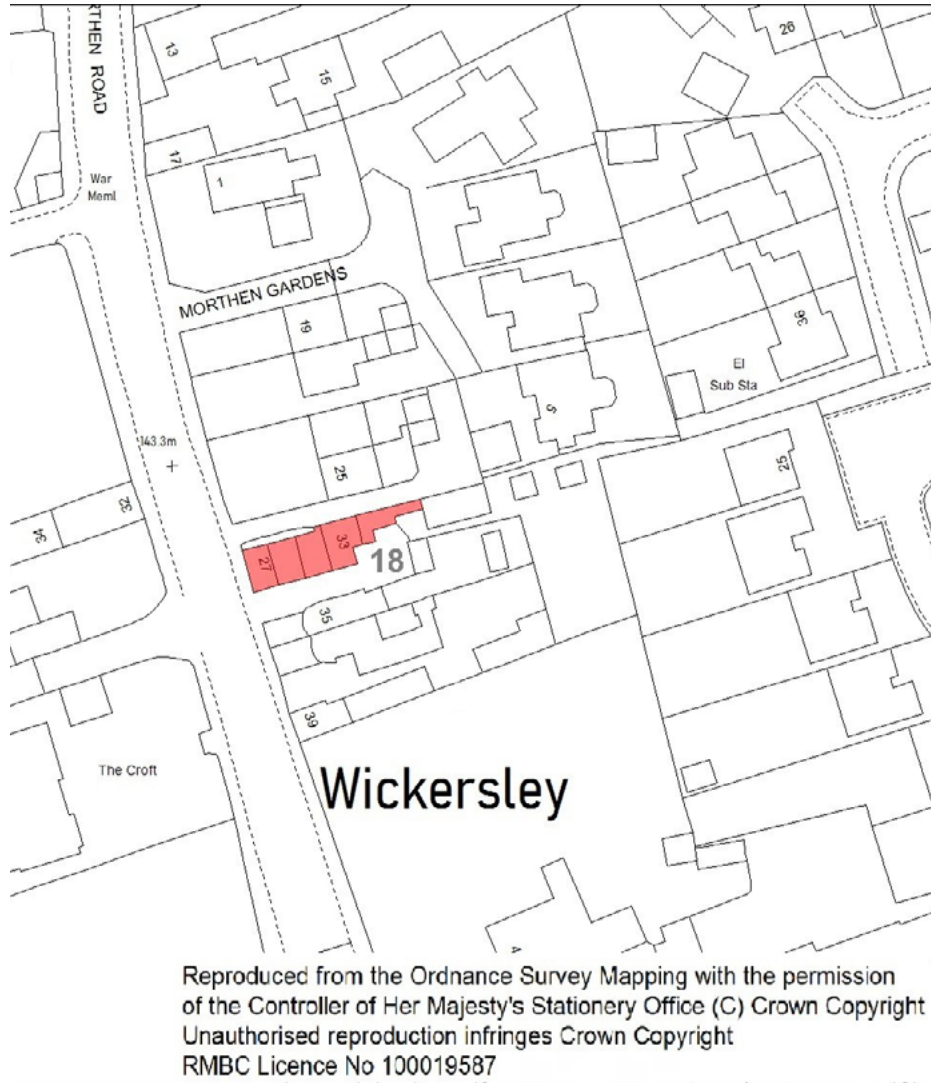 RTHEN ROAD
13
15
26
17
1
War
Meml
MORTHEN GARDENS
19
36
El
Sub Sta
5
143.3m
25
25
32
34
27
33
18
35
39
The Croft
Wickersley
4
Reproduced from the Ordnance Survey Mapping with the permission
of the Controller of Her Majesty's Stationery Office (C) Crown Copyright
Unauthorised reproduction infringes Crown Copyright
RMBC Licence No 100019587